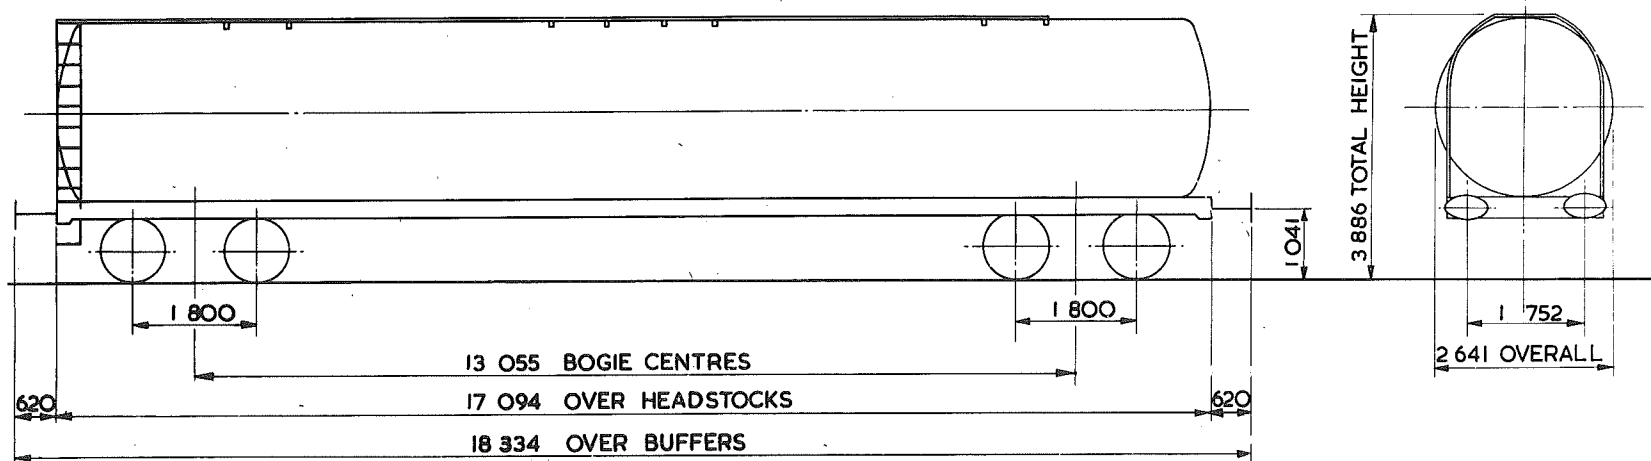 3 886 TOTAL HEIGHT
1 041
1 800
1 800
1 752
13 055 BOGIE CENTRES
2 641 OVERALL
620
17 094 OVER HEADSTOCKS
620
18 334 OVER BUFFERS